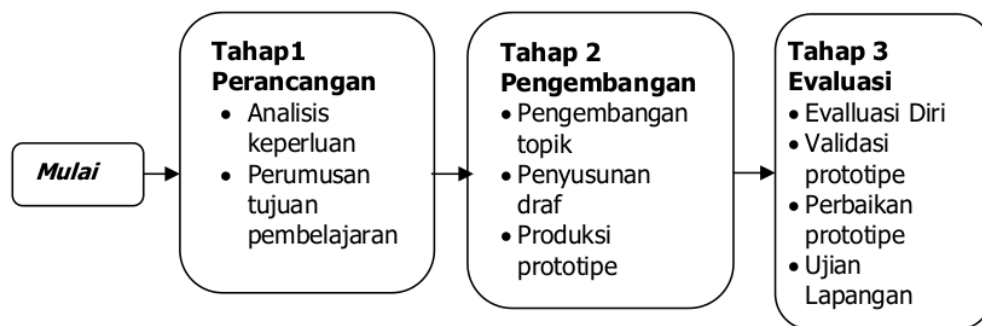 Mulai
Tahap1
Perancangan
• Analisis
keperluan
• Perumusan
tujuan
pembelajaran
Tahap 2
Pengembangan
• Pengembangan
topik
• Penyusunan
draf
• Produksi
prototipe
Tahap 3
Evaluasi
• Evalluasi Diri
• Validasi
prototipe
• Perbaikan
prototipe
• Ujian
Lapangan